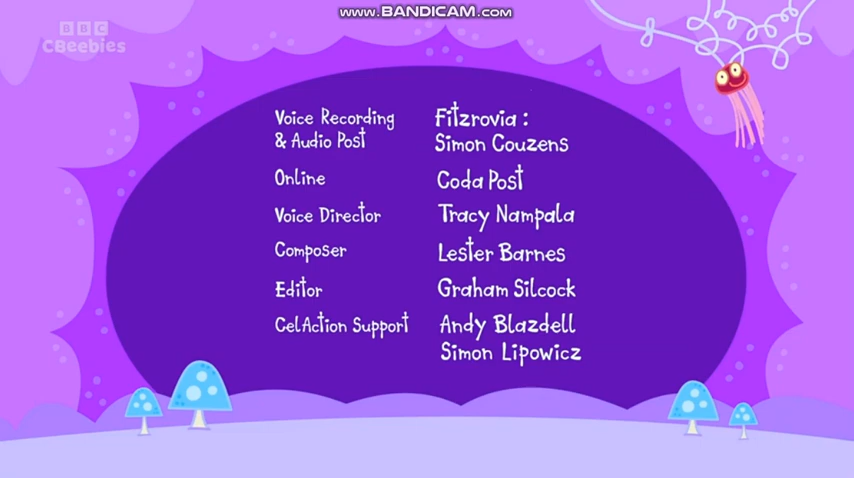 www.BANDICAM.com
BBC
CBeebies
Voice Recording
& Audio Post
Fitzrovia :
Simon Couzens
Online Coda Post
Voice Director Tracy Nampala
Composer Lester Barnes
Editor Graham Silcock
CelAction Support Andy Blazdell
Simon Lipowicz